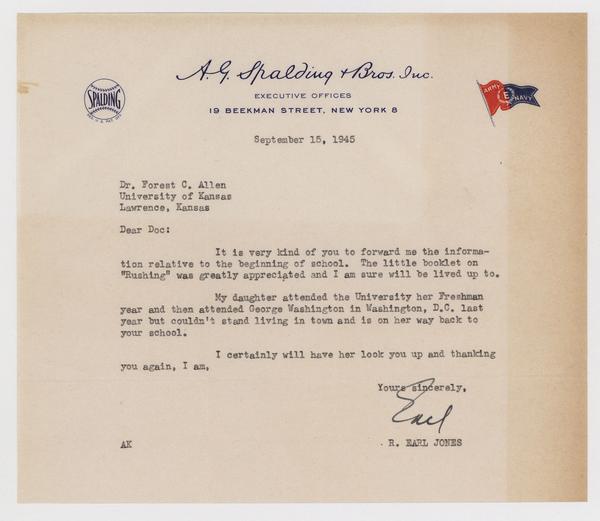 A. G. Spalding & Bros. Inc.
EXECUTIVE OFFICES
19 BEEKMAN STREET, NEW YORK 8
SPALDING
ARMY E NAVY
September 15, 1945
Dr. Forest C. Allen
University of Kansas
Lawrence, Kansas
Dear Doc:
It is very kind of you to forward me the informa-
tion relative to the beginning of school. The little booklet on
"Rushing" was greatly appreciated and I am sure will be lived up to.
My daughter attended the University her Freshman
year and then attended George Washington in Washington, D.C. last
year but couldn't stand living in town and is on her way back to
your school.
I certainly will have her look you up and thanking
you again, I am,
Yours sincerely,
Earl
R. EARL JONES
AK